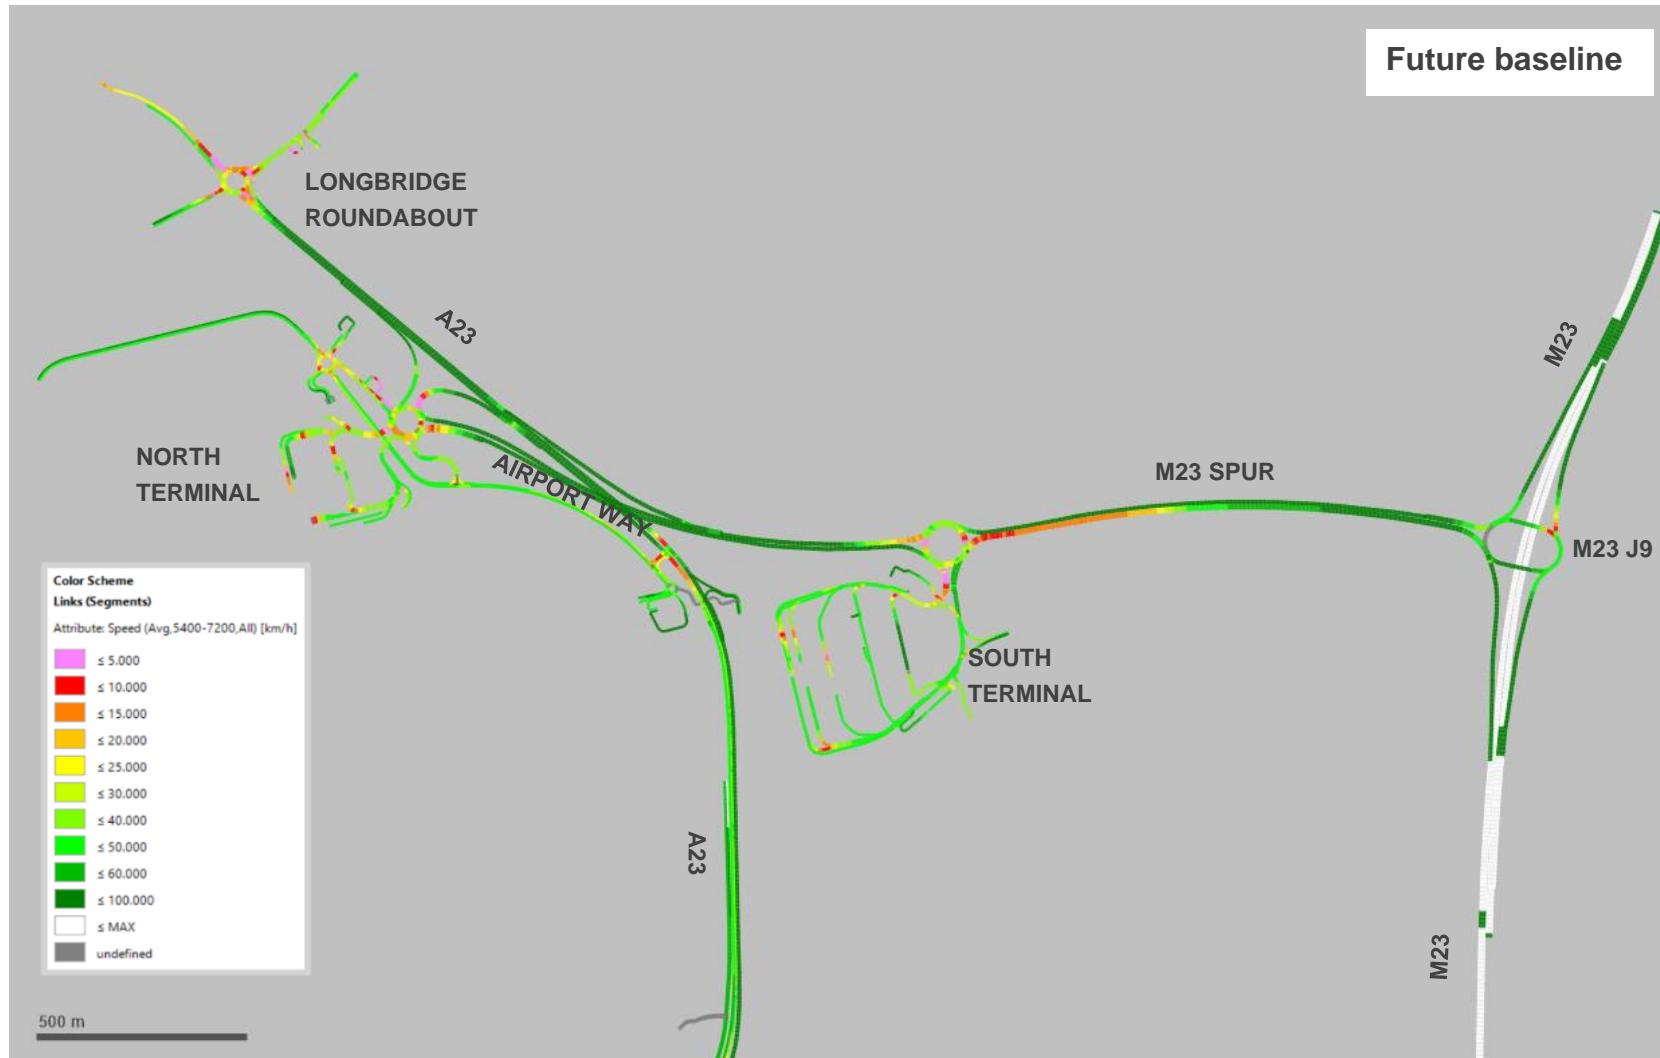 Future baseline
LONGBRIDGE
ROUNDABOUT
A23
M23
NORTH
TERMINAL
AIRPORT WAY
M23 SPUR
M23 J9
SOUTH
TERMINAL
A23
M23
Color Scheme
Links (Segments)
Attribute: Speed (Avg,5400-7200,All) [km/h]
≤ 5.000
≤ 10.000
≤ 15.000
≤ 20.000
≤ 25.000
≤ 30.000
≤ 40.000
≤ 50.000
≤ 60.000
≤ 100.000
≤ MAX
undefined
500 m